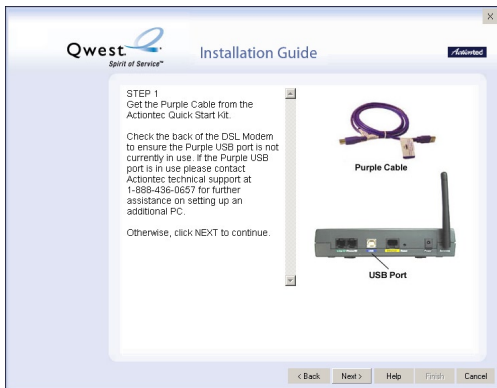 X
Qwest
Spirit of Service™
Installation Guide
Actiontec
STEP 1
Get the Purple Cable from the
Actiontec Quick Start Kit.
Check the back of the DSL Modem
to ensure the Purple USB port is not
currently in use. If the Purple USB
port is in use please contact
Actiontec technical support at
1-888-436-0657 for further
assistance on setting up an
additional PC.
Otherwise, click NEXT to continue.
Purple Cable
USB Port
< Back
Next >
Help
Finish
Cancel